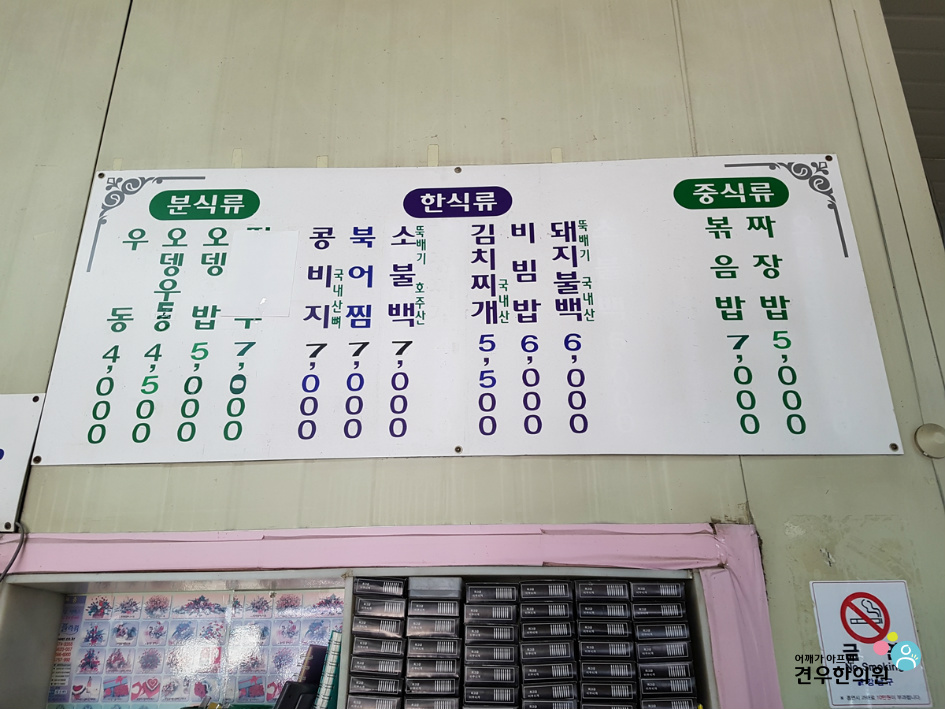 분식류
우동 4,000
오뎅우동 4,500
오뎅밥 5,000
7,000
한식류
콩비지 국내산뼈 7,000
북어찜 7,000
소불백 뚝배기 호주산 7,000
김치찌개 국내산 5,500
비빔밥 6,000
돼지불백 뚝배기 국내산 6,000
중식류
볶음밥 7,000
짜장밥 5,000
금
No Smoking
어깨가 아프면
견우한의원